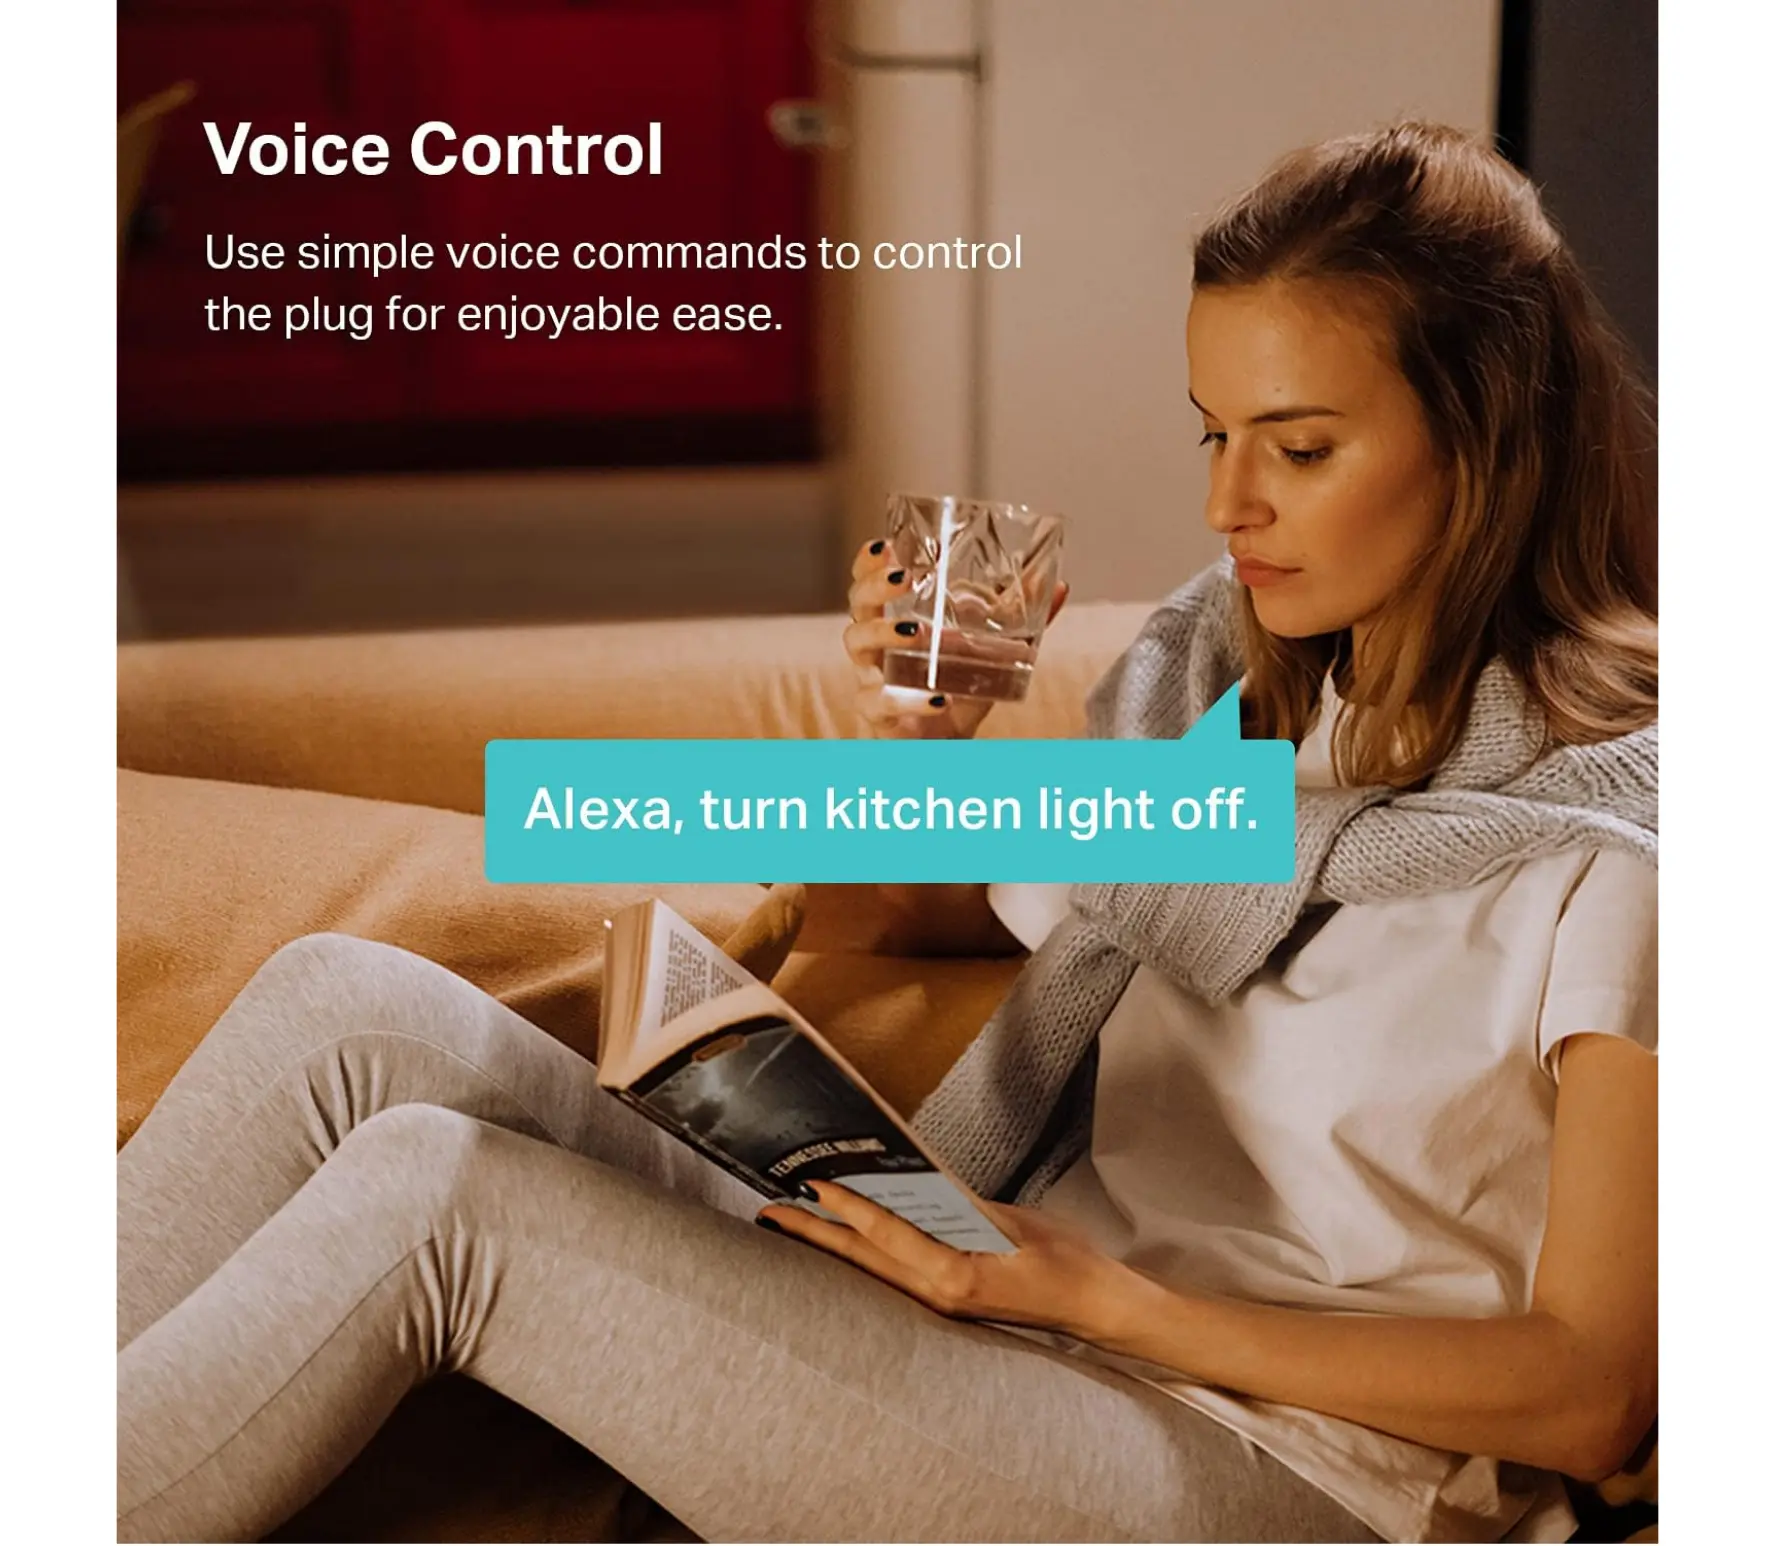 Voice Control
Use simple voice commands to control
the plug for enjoyable ease.
Alexa, turn kitchen light off.
TENNESSEE